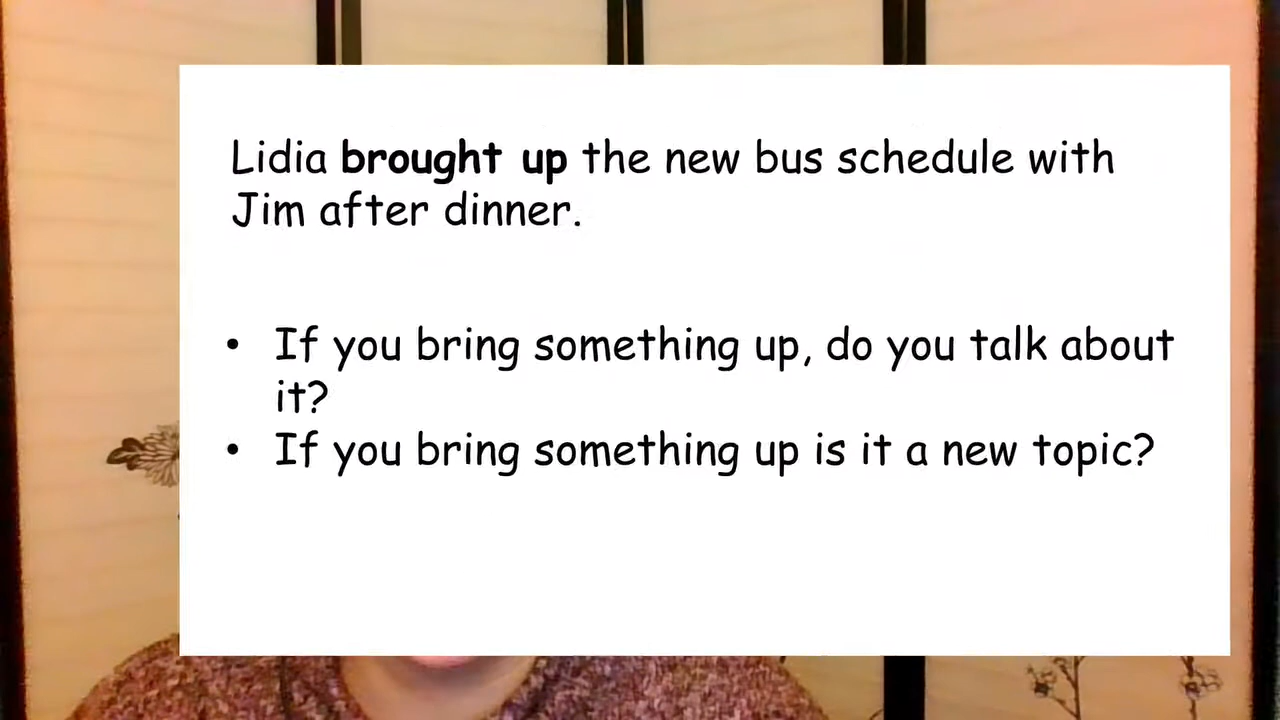 Lidia brought up the new bus schedule with
Jim after dinner.
• If you bring something up, do you talk about
it?
• If you bring something up is it a new topic?